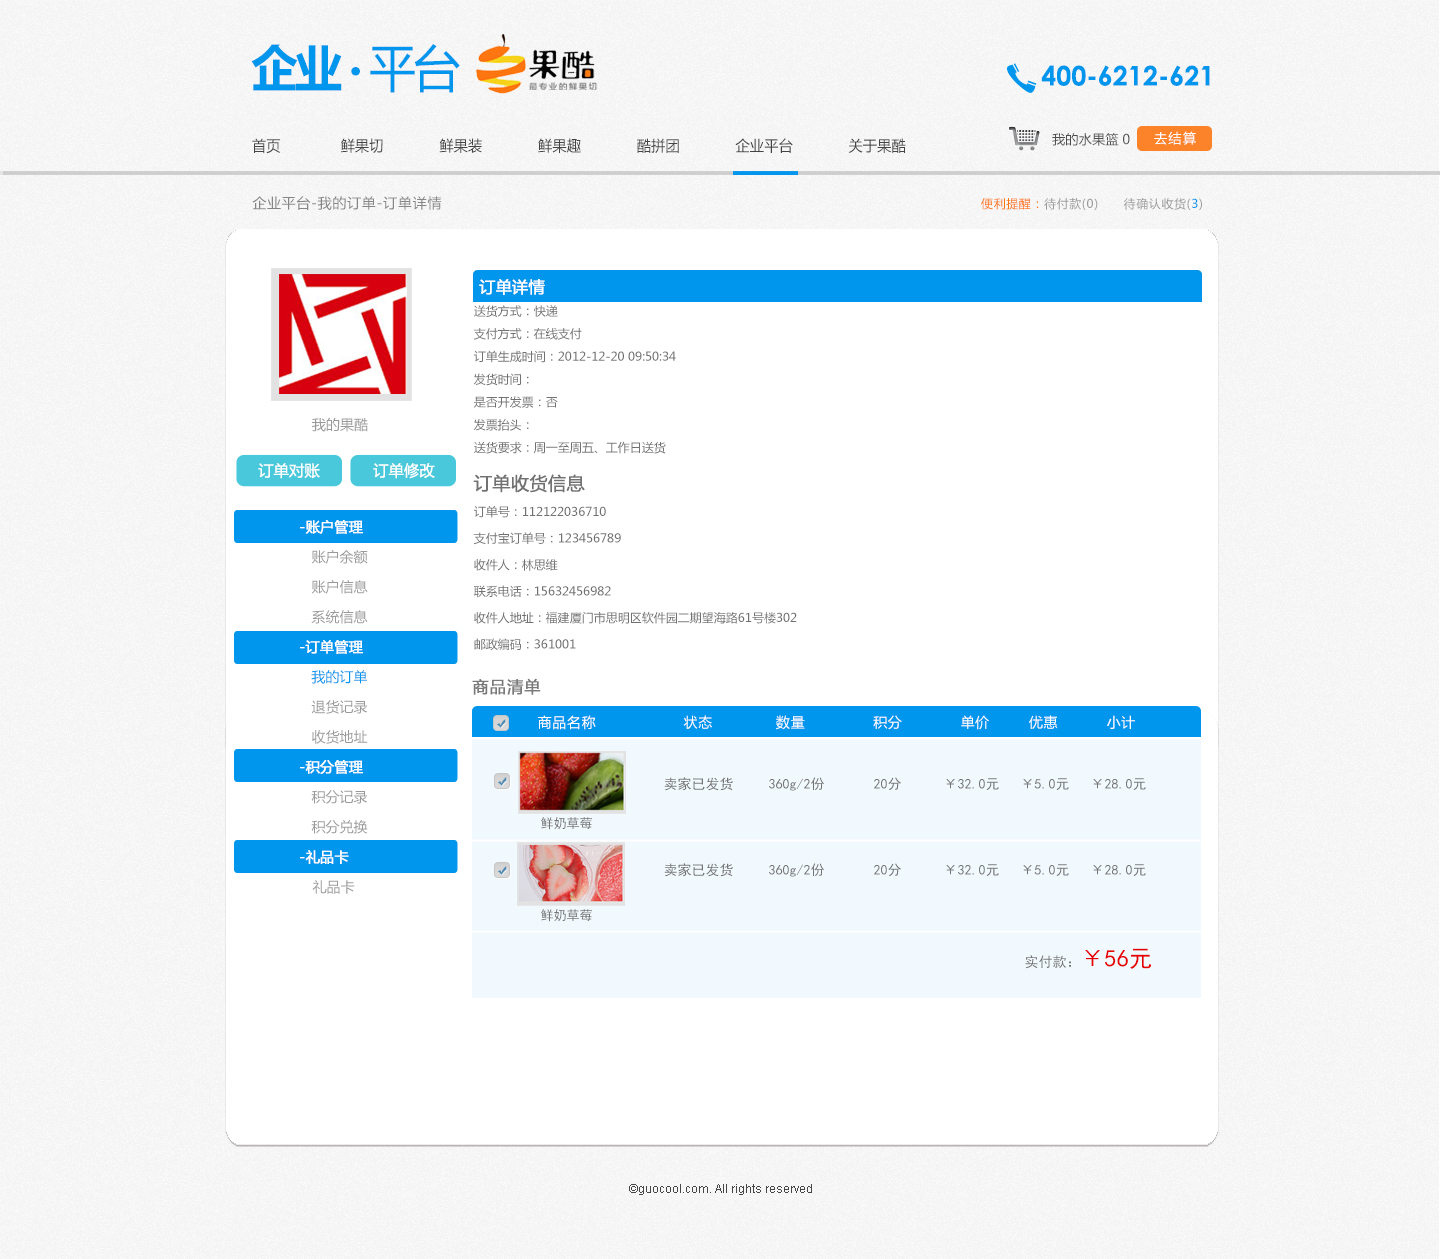 企业·平台 果酷
最专业的鲜果切
400-6212-621
首页 鲜果切 鲜果装 鲜果趣 酷拼团 企业平台 关于果酷
我的水果篮 0 去结算
企业平台-我的订单-订单详情
便利提醒：待付款(0) 待确认收货(3)
我的果酷
订单对账 订单修改
-账户管理
账户余额
账户信息
系统信息
-订单管理
我的订单
退货记录
收货地址
-积分管理
积分记录
积分兑换
-礼品卡
礼品卡
订单详情
送货方式：快递
支付方式：在线支付
订单生成时间：2012-12-20 09:50:34
发货时间：
是否开发票：否
发票抬头：
送货要求：周一至周五、工作日送货
订单收货信息
订单号：112122036710
支付宝订单号：123456789
收件人：林思维
联系电话：15632456982
收件人地址：福建厦门市思明区软件园二期望海路61号楼302
邮政编码：361001
商品清单
商品名称 状态 数量 积分 单价 优惠 小计
卖家已发货 360g/2份 20分 ￥32.0元 ￥5.0元 ￥28.0元
鲜奶草莓
卖家已发货 360g/2份 20分 ￥32.0元 ￥5.0元 ￥28.0元
鲜奶草莓
实付款：￥56元
©guocool.com. All rights reserved